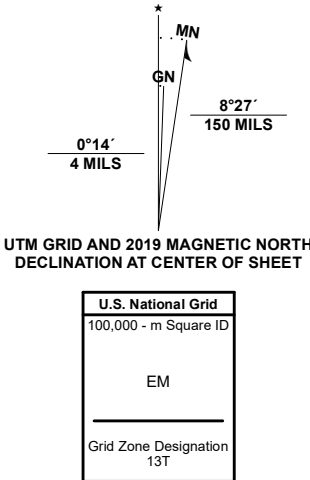 ★
MN
GN
8°27´
150 MILS
0°14´
4 MILS
UTM GRID AND 2019 MAGNETIC NORTH
DECLINATION AT CENTER OF SHEET
U.S. National Grid
100,000 - m Square ID
EM
Grid Zone Designation
13T